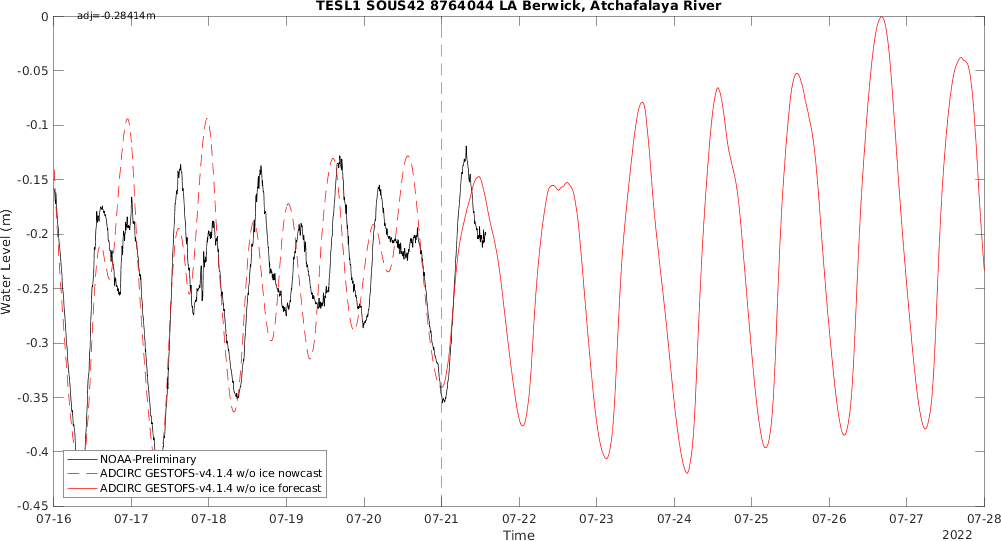 TESL1 SOUS42 8764044 LA Berwick, Atchafalaya River
adj=-0.28414m
0
-0.05
-0.1
-0.15
-0.2
-0.25
-0.3
-0.35
-0.4
-0.45
Water Level (m)
NOAA-Preliminary
ADCIRC GESTOFS-v4.1.4 w/o ice nowcast
ADCIRC GESTOFS-v4.1.4 w/o ice forecast
07-16 07-17 07-18 07-19 07-20 07-21 07-22 07-23 07-24 07-25 07-26 07-27 07-28
Time
2022